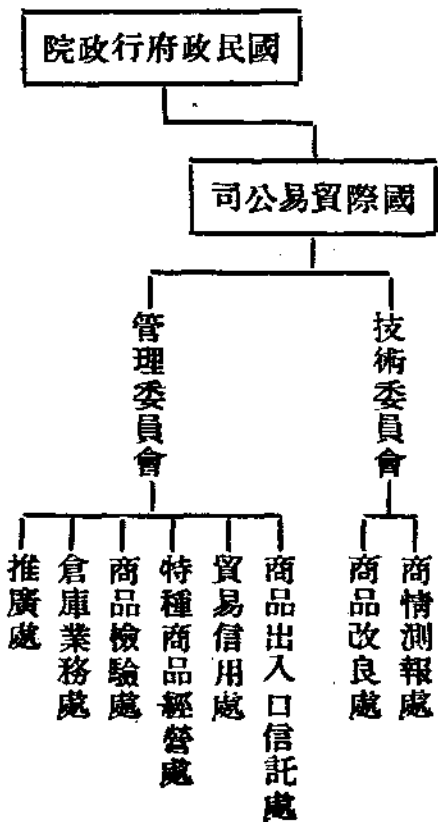 國民政府行政院
國際貿易公司
技術委員會
管理委員會
商情測報處
商品改良處
商品出入口信託處
貿易信用處
特種商品經營處
商品檢驗處
倉庫業務處
推廣處